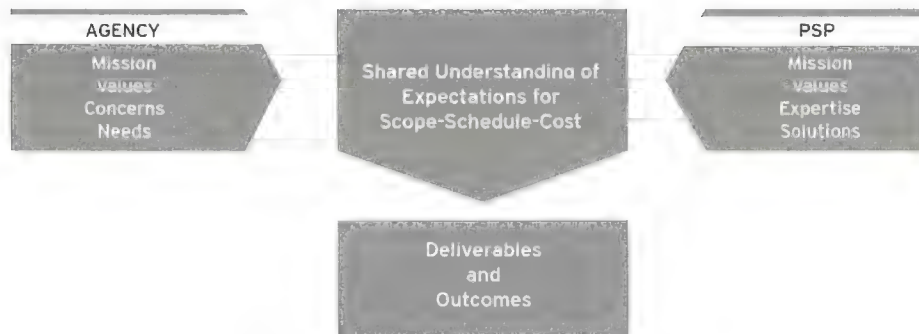 AGENCY
Mission
Values
Concerns
Needs
Shared Understanding of
Expectations for
Scope-Schedule-Cost
PSP
Mission
Values
Expertise
Solutions
Deliverables
and
Outcomes